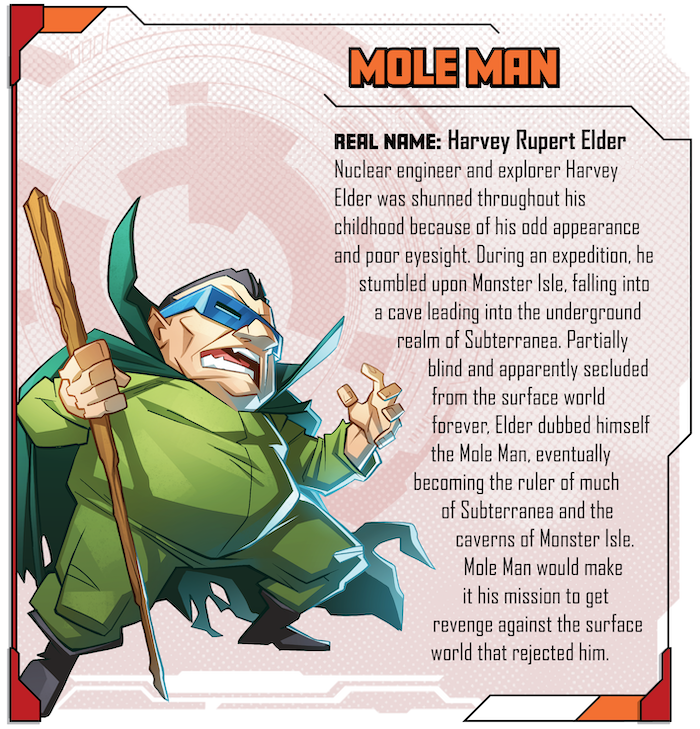 MOLE MAN
REAL NAME: Harvey Rupert Elder
Nuclear engineer and explorer Harvey
Elder was shunned throughout his
childhood because of his odd appearance
and poor eyesight. During an expedition, he
stumbled upon Monster Isle, falling into
a cave leading into the underground
realm of Subterranea. Partially
blind and apparently secluded
from the surface world
forever, Elder dubbed himself
the Mole Man, eventually
becoming the ruler of much
of Subterranea and the
caverns of Monster Isle.
Mole Man would make
it his mission to get
revenge against the surface
world that rejected him.